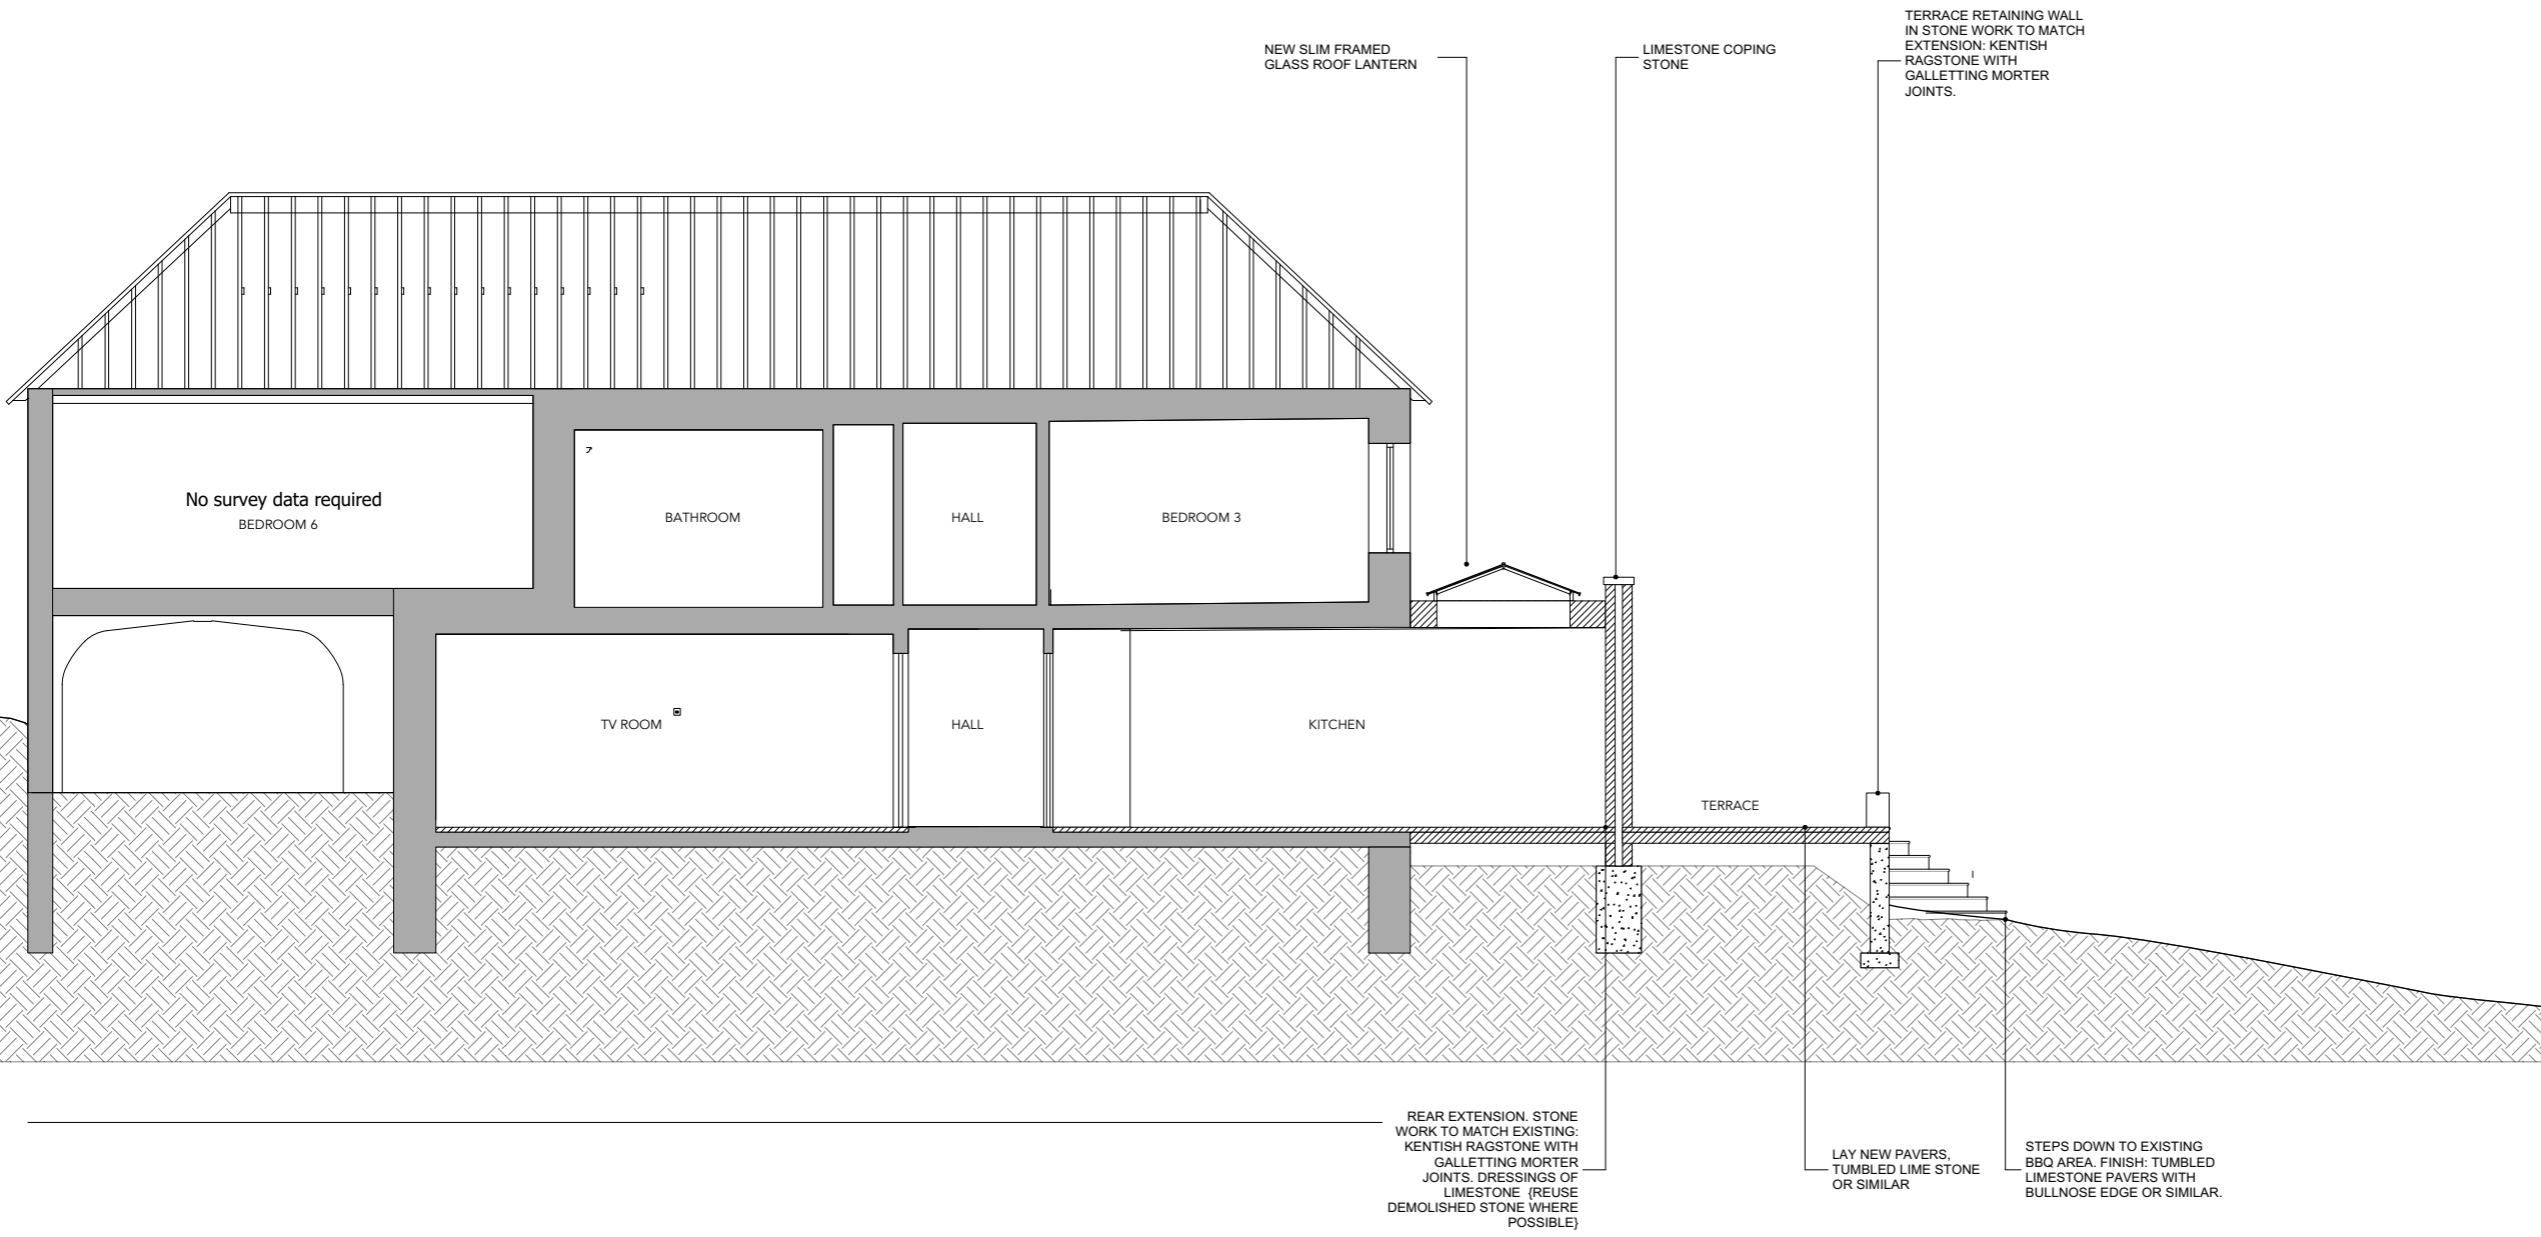 TERRACE RETAINING WALL
IN STONE WORK TO MATCH
EXTENSION: KENTISH
RAGSTONE WITH
GALLETTING MORTER
JOINTS.
NEW SLIM FRAMED
GLASS ROOF LANTERN
LIMESTONE COPING
STONE
No survey data required
BEDROOM 6
BATHROOM
HALL
BEDROOM 3
TV ROOM
HALL
KITCHEN
TERRACE
REAR EXTENSION. STONE
WORK TO MATCH EXISTING:
KENTISH RAGSTONE WITH
GALLETTING MORTER
JOINTS. DRESSINGS OF
LIMESTONE {REUSE
DEMOLISHED STONE WHERE
POSSIBLE}
LAY NEW PAVERS,
TUMBLED LIME STONE
OR SIMILAR
STEPS DOWN TO EXISTING
BBQ AREA. FINISH: TUMBLED
LIMESTONE PAVERS WITH
BULLNOSE EDGE OR SIMILAR.